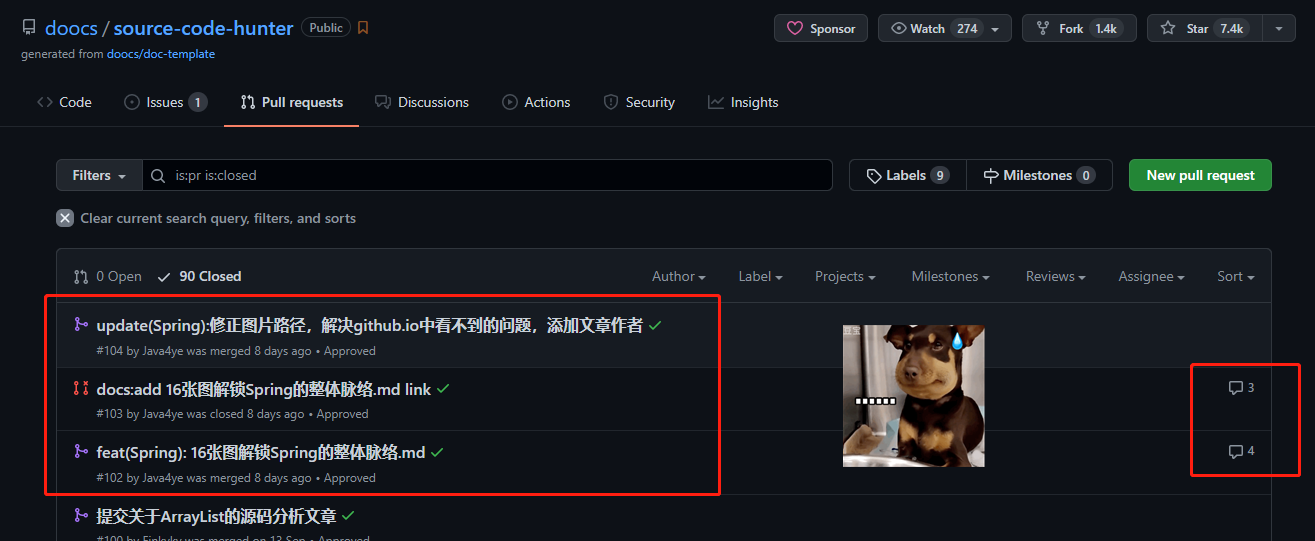 doocs / source-code-hunter Public
Sponsor
Watch 274
Fork 1.4k
Star 7.4k
generated from doocs/doc-template
Code
Issues 1
Pull requests
Discussions
Actions
Security
Insights
Filters
is:pr is:closed
Labels 9
Milestones 0
New pull request
Clear current search query, filters, and sorts
0 Open
90 Closed
Author
Label
Projects
Milestones
Reviews
Assignee
Sort
update(Spring):修正图片路径，解决github.io中看不到的问题，添加文章作者
#104 by Java4ye was merged 8 days ago • Approved
docs:add 16张图解锁Spring的整体脉络.md link
3
#103 by Java4ye was closed 8 days ago • Approved
feat(Spring): 16张图解锁Spring的整体脉络.md
4
#102 by Java4ye was merged 8 days ago • Approved
......
提交关于ArrayList的源码分析文章
#100 by Finkyky was merged on 13 Sep • Approved